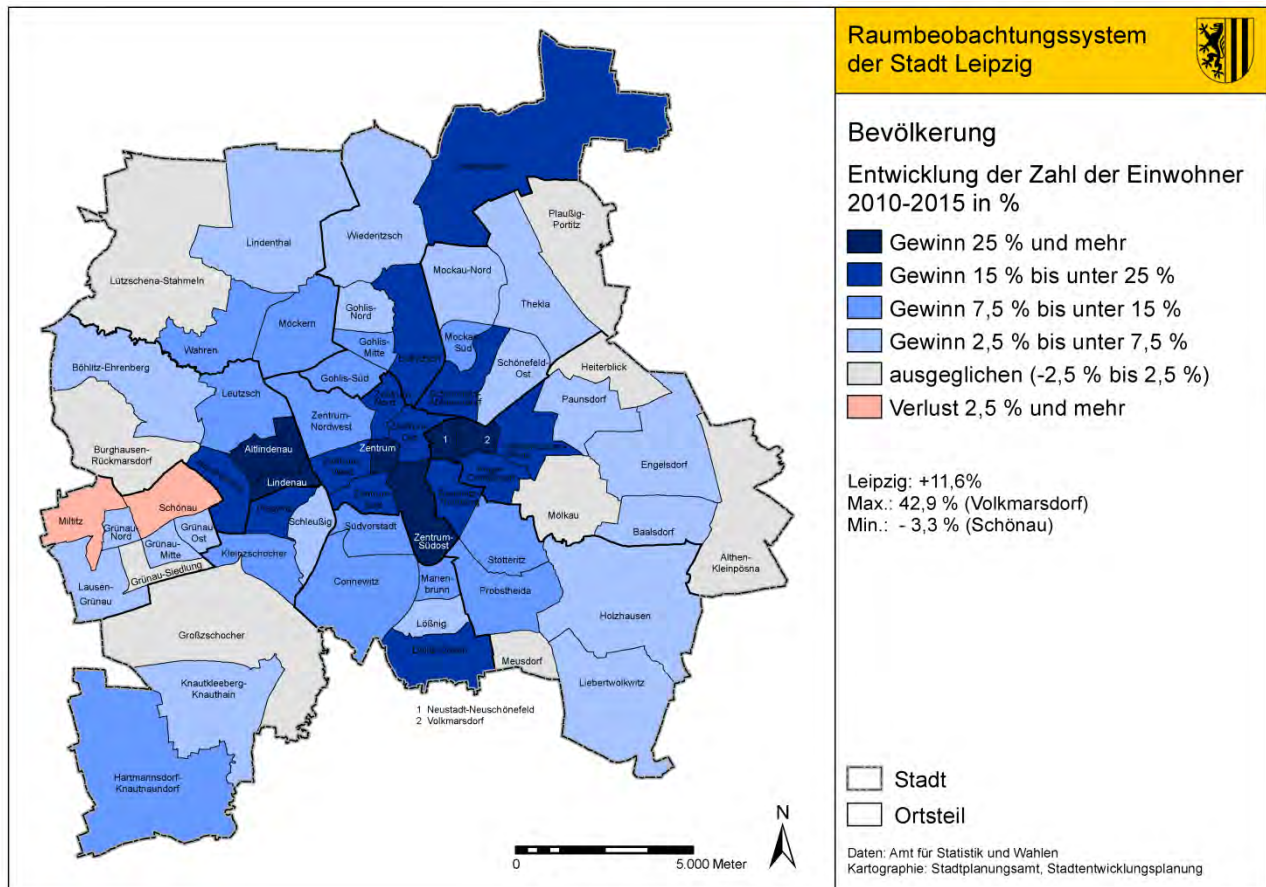 Raumbeobachtungssystem
der Stadt Leipzig
Bevölkerung
Entwicklung der Zahl der Einwohner
2010-2015 in %
Gewinn 25 % und mehr
Gewinn 15 % bis unter 25 %
Gewinn 7,5 % bis unter 15 %
Gewinn 2,5 % bis unter 7,5 %
ausgeglichen (-2,5 % bis 2,5 %)
Verlust 2,5 % und mehr
Leipzig: +11,6%
Max.: 42,9 % (Volkmarsdorf)
Min.: - 3,3 % (Schönau)
Stadt
Ortsteil
Daten: Amt für Statistik und Wahlen
Kartographie: Stadtplanungsamt, Stadtentwicklungsplanung
Plaußig-
Portitz
Wiederitzsch
Lindenthal
Mockau-Nord
Lützschena-Stahmeln
Thekla
Gohlis-
Nord
Möckern
Mockau-
Süd
Gohlis-
Mitte
Wahren
Schönefeld-
Ost
Heiterblick
Böhlitz-Ehrenberg
Gohlis-Süd
Leutzsch
Paunsdorf
Zentrum-
Nordwest
Altlindenau
Zentrum
1
2
Burghausen-
Rückmarsdorf
Engelsdorf
Lindenau
Miltitz
Schönau
Mölkau
Grünau-
Nord
Grünau-
Ost
Schleußig
Südvorstadt
Baalsdorf
Grünau-
Mitte
Zentrum-
Südost
Kleinzschocher
Stötteritz
Althen-
Kleinpösna
Grünau-Siedlung
Lausen-
Grünau
Connewitz
Marien-
brunn
Probstheida
Holzhausen
Lößnig
Großzschocher
Meusdorf
Liebertwolkwitz
Knautkleeberg-
Knauthain
1 Neustadt-Neuschönefeld
2 Volkmarsdorf
Hartmannsdorf-
Knautnaundorf
N
0
5.000 Meter